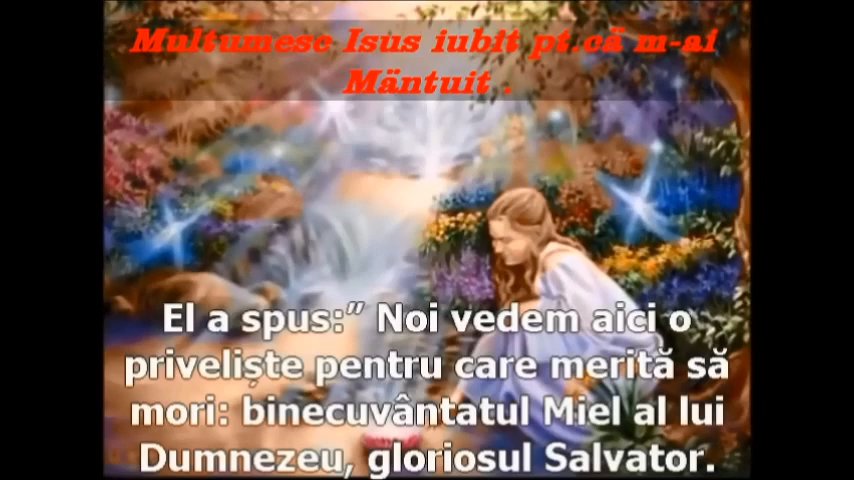 Multumesc Isus iubit pt.că m-ai
Mäntuit .
El a spus:” Noi vedem aici o
priveliște pentru care merită să
mori: binecuvântatul Miel al lui
Dumnezeu, gloriosul Salvator.